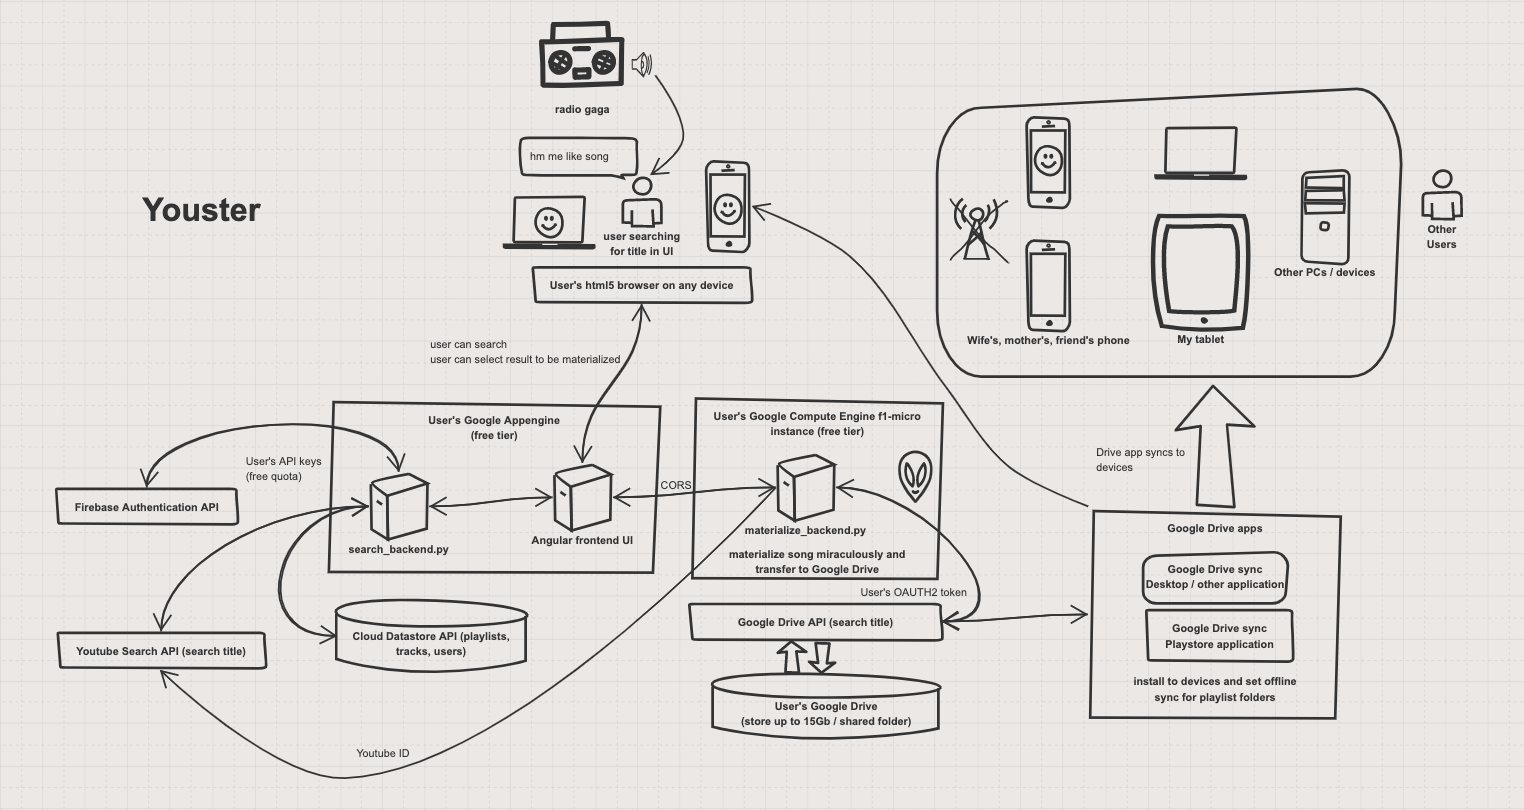 radio gaga
hm me like song
Youster
user searching
for title in UI
User's html5 browser on any device
Other
Users
Other PCs / devices
Wife's, mother's, friend's phone
My tablet
user can search
user can select result to be materialized
User's Google Appengine
(free tier)
User's Google Compute Engine f1-micro
instance (free tier)
Drive app syncs to
devices
User's API keys
(free quota)
CORS
Firebase Authentication API
search_backend.py
Angular frontend UI
materialize_backend.py
materialize song miraculously and
transfer to Google Drive
Google Drive apps
Google Drive sync
Desktop / other application
User's OAUTH2 token
Google Drive API (search title)
Google Drive sync
Playstore application
Youtube Search API (search title)
Cloud Datastore API (playlists,
tracks, users)
install to devices and set offline
sync for playlist folders
User's Google Drive
(store up to 15Gb / shared folder)
Youtube ID